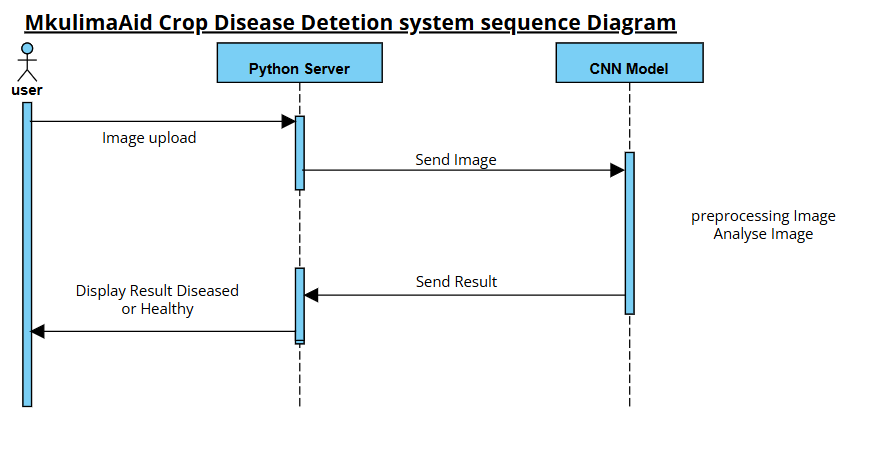 MkulimaAid Crop Disease Detetion system sequence Diagram
user
Python Server
CNN Model
Image upload
Send Image
preprocessing Image
Analyse Image
Send Result
Display Result Diseased
or Healthy